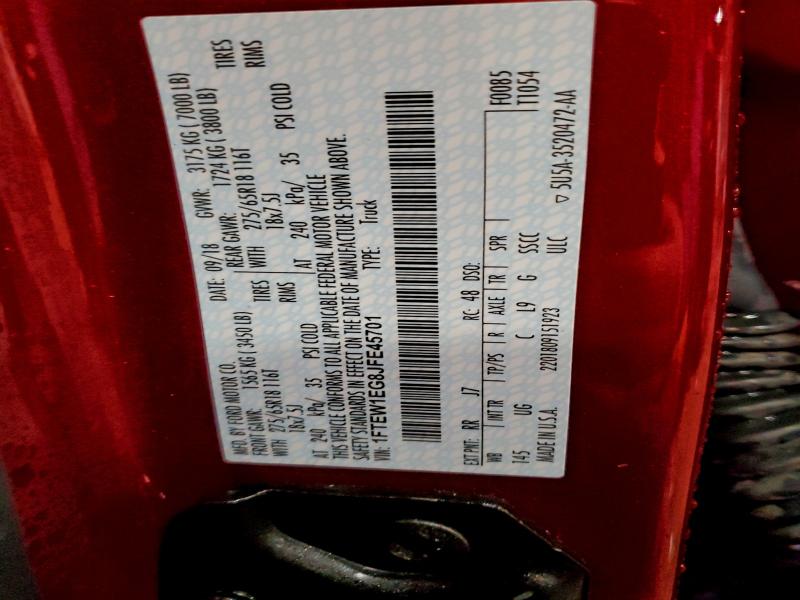 MFD. BY FORD MOTOR CO.
DATE: 09/18 GVWR: 3175 KG ( 7000 LB)
FRONT GAWR: 1565 KG ( 3450 LB) REAR GAWR: 1724 KG ( 3800 LB)
WITH 275/65R18 116T TIRES WITH 275/65R18 116T TIRES
18x7.5J RIMS 18x7.5J RIMS
AT 240 kPa/ 35 PSI COLD AT 240 kPa/ 35 PSI COLD
THIS VEHICLE CONFORMS TO ALL APPLICABLE FEDERAL MOTOR VEHICLE
SAFETY STANDARDS IN EFFECT ON THE DATE OF MANUFACTURE SHOWN ABOVE.
VIN: 1FTEW1EG8JFE45701 TYPE: Truck
EXT PNT: RR J7 RC: 48 DSO: F0085
WB INT TR TP/PS R AXLE TR SPR T1054
145 UG C L9 G SSCC
MADE IN U.S.A. 2201809151923 ULC ▽ 5U5A-3520472-AA